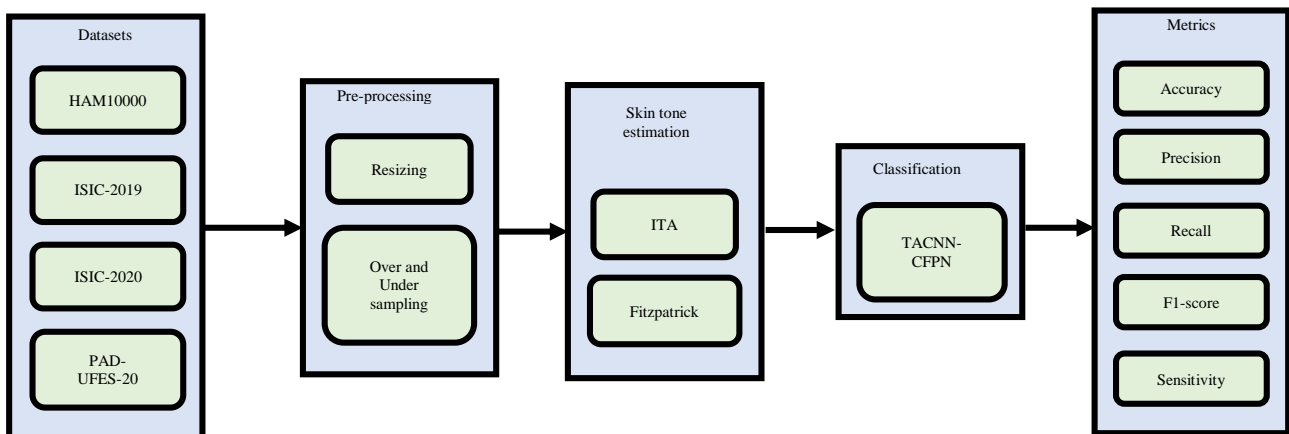 Datasets
HAM10000
ISIC-2019
ISIC-2020
PAD-
UFES-20
Pre-processing
Resizing
Over and
Under
sampling
Skin tone
estimation
ITA
Fitzpatrick
Classification
TACNN-
CFPN
Metrics
Accuracy
Precision
Recall
F1-score
Sensitivity